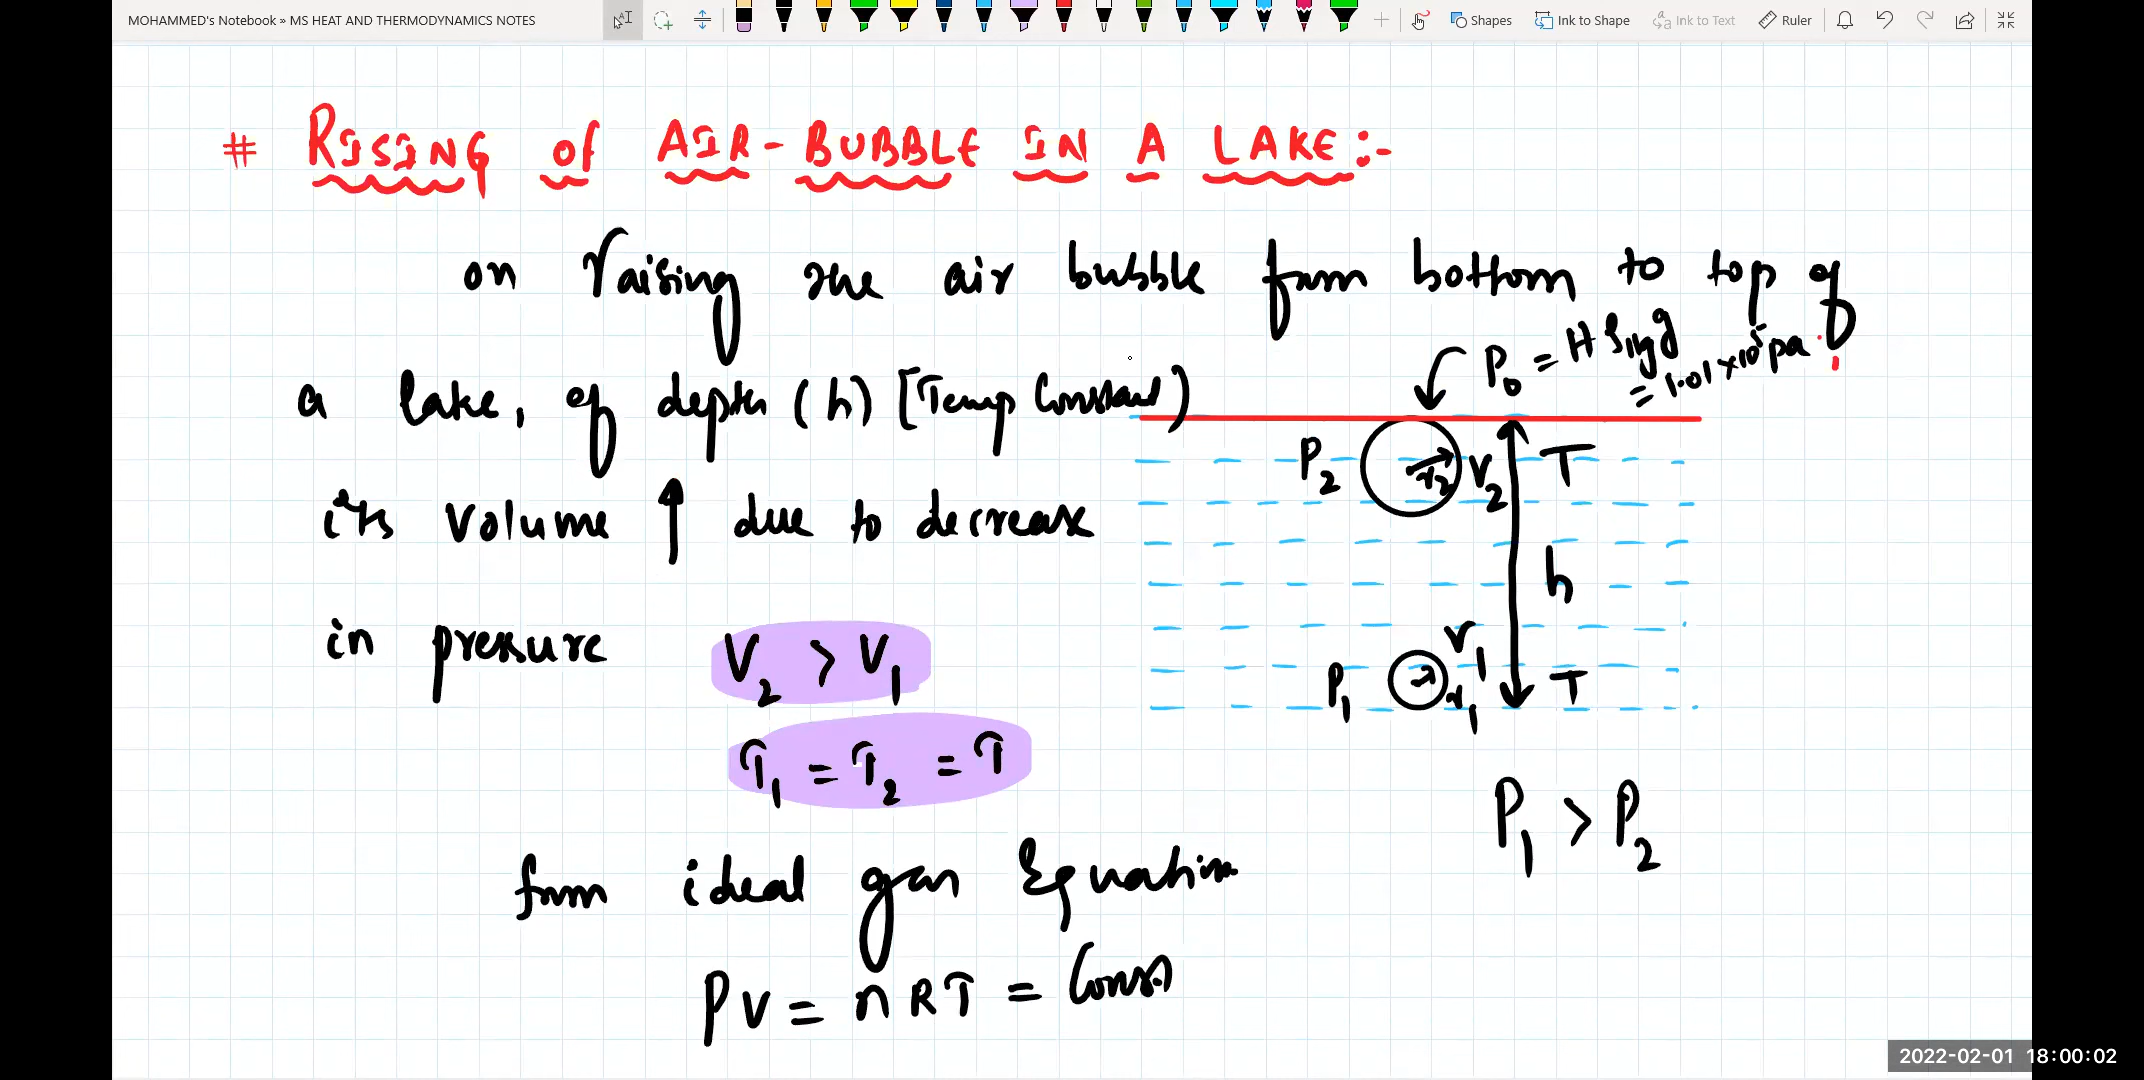 MOHAMMED's Notebook » MS HEAT AND THERMODYNAMICS NOTES
Shapes Ink to Shape Ink to Text Ruler
# RISING of AIR-BUBBLE IN A LAKE:-
on raising the air bubble from bottom to top of
a lake, of depth (h) [Temp Constant)
its volume ↑ due to decrease
in pressure V₂ > V₁
T₁ = T₂ = T
from ideal gas Equation
PV = nRT = Const
P₀ = H ρHg g
= 1.01 × 10⁵ pa
P₂ r₂ V₂ T
h
P₁ r₁ V₁ T
P₁ > P₂
2022-02-01 18:00:02